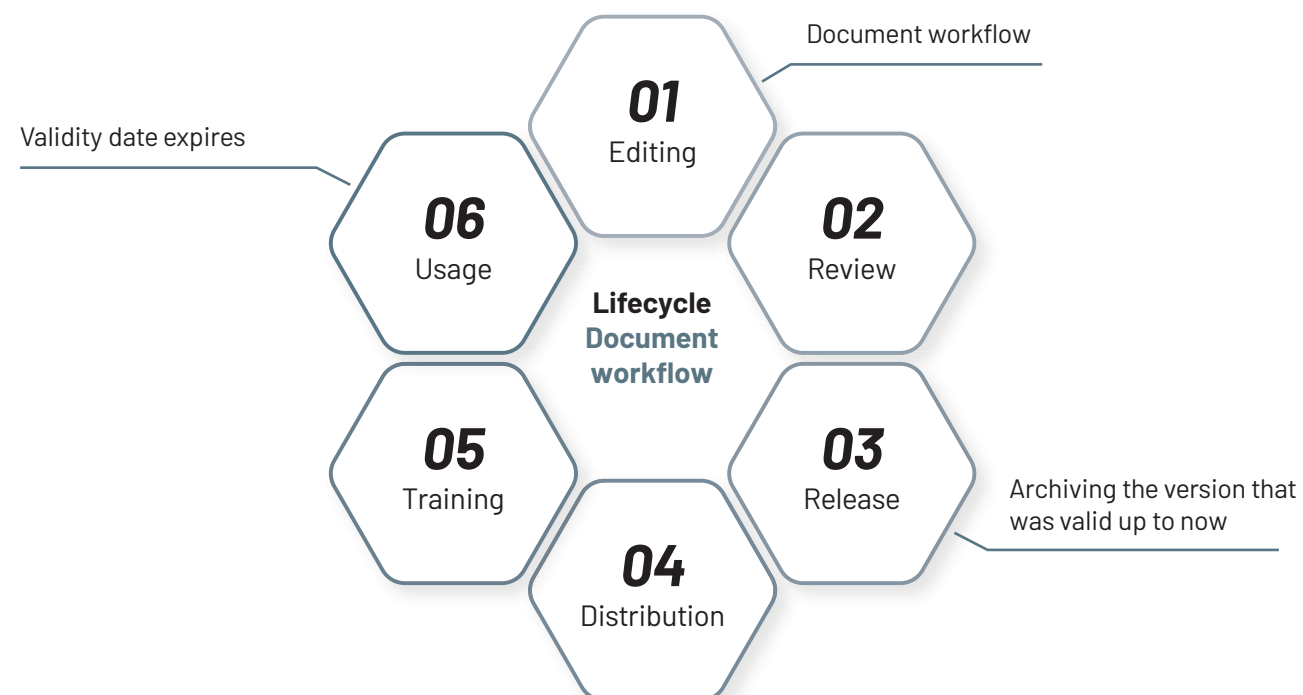 Document workflow
01
Editing
Validity date expires
06
Usage
02
Review
Lifecycle
Document
workflow
05
Training
03
Release
Archiving the version that
was valid up to now
04
Distribution